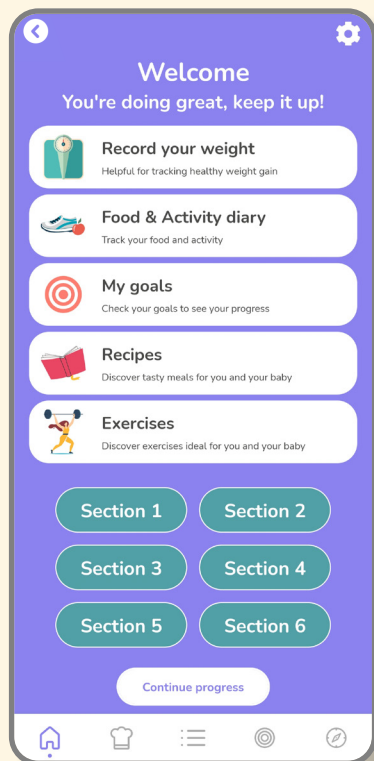 Welcome
You're doing great, keep it up!
Record your weight
Helpful for tracking healthy weight gain
Food & Activity diary
Track your food and activity
My goals
Check your goals to see your progress
Recipes
Discover tasty meals for you and your baby
Exercises
Discover exercises ideal for you and your baby
Section 1
Section 2
Section 3
Section 4
Section 5
Section 6
Continue progress